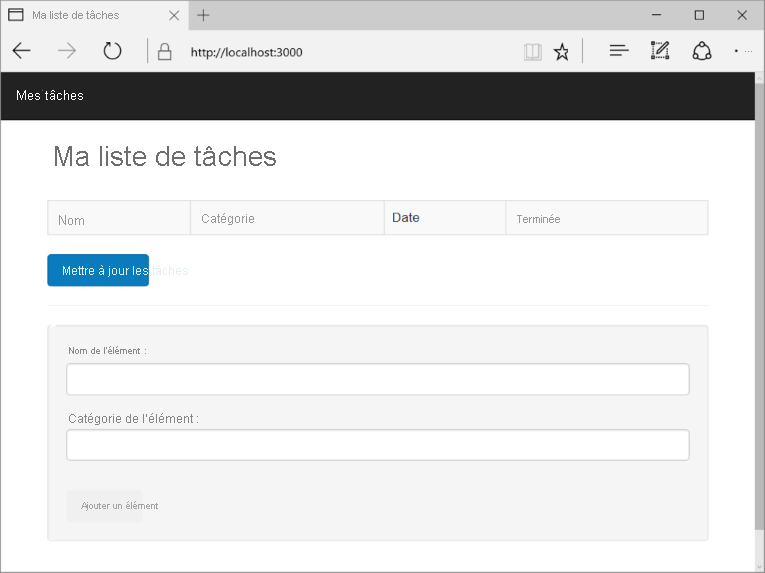 Ma liste de tâches
http://localhost:3000
Mes tâches
Ma liste de tâches
Nom Catégorie Date Terminée
Mettre à jour les tâches
Nom de l'élément :
Catégorie de l'élément :
Ajouter un élément